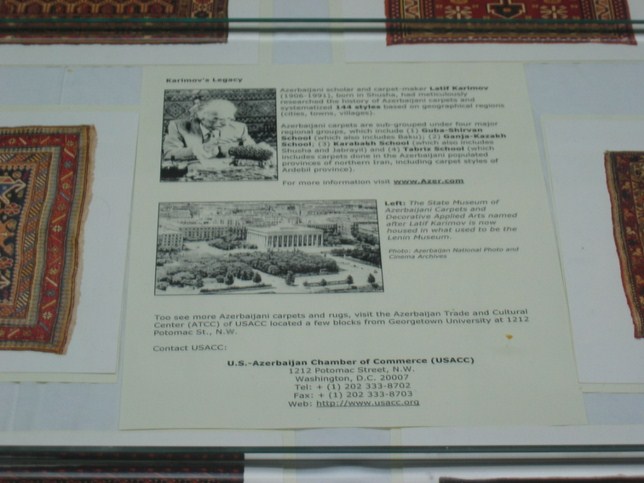 Karimov's Legacy
Azerbaijani scholar and carpet-maker Latif Karimov
(1906-1991), born in Shusha, had meticulously
researched the history of Azerbaijani carpets and
systematized 144 styles based on geographical regions
(cities, towns, villages).
Azerbaijani carpets are sub-grouped under four major
regional groups, which include (1) Guba-Shirvan
School (which also includes Baku); (2) Ganja-Kazakh
School; (3) Karabakh School (which also includes
Shusha and Jabrayil) and (4) Tabriz School (which
includes carpets done in the Azerbaijani populated
provinces of northern Iran, including carpet styles of
Ardebil province).
For more information visit www.Azer.com
Left: The State Museum of
Azerbaijani Carpets and
Decorative Applied Arts named
after Latif Karimov is now
housed in what used to be the
Lenin Museum.
Photo: Azerbaijan National Photo and
Cinema Archives
Too see more Azerbaijani carpets and rugs, visit the Azerbaijan Trade and Cultural
Center (ATCC) of USACC located a few blocks from Georgetown University at 1212
Potomac St., N.W.
Contact USACC:
U.S.-Azerbaijan Chamber of Commerce (USACC)
1212 Potomac Street, N.W.
Washington, D.C. 20007
Tel: + (1) 202 333-8702
Fax: + (1) 202 333-8703
Web: http://www.usacc.org